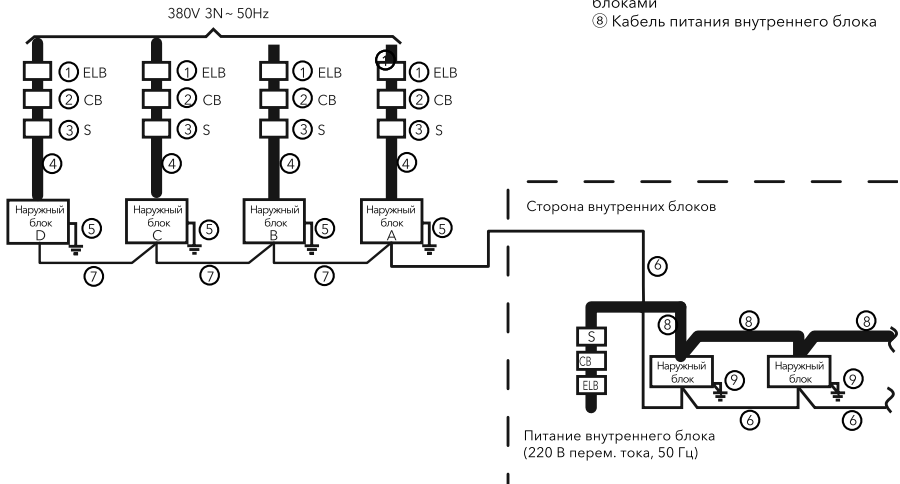 блоками
⑧ Кабель питания внутреннего блока
380V 3N~ 50Hz
① ELB ① ELB ① ELB ① ① ELB
② CB ② CB ② CB ② CB
③ S ③ S ③ S ③ S
④ ④ ④ ④
Наружный блок D ⑤
Наружный блок C ⑤
Наружный блок B ⑤
Наружный блок A ⑤
⑦ ⑦ ⑦
Сторона внутренних блоков
⑥
⑧ ⑧ ⑧
S
CB
ELB
Наружный блок ⑨
Наружный блок ⑨
⑥ ⑥
Питание внутреннего блока
(220 В перем. тока, 50 Гц)